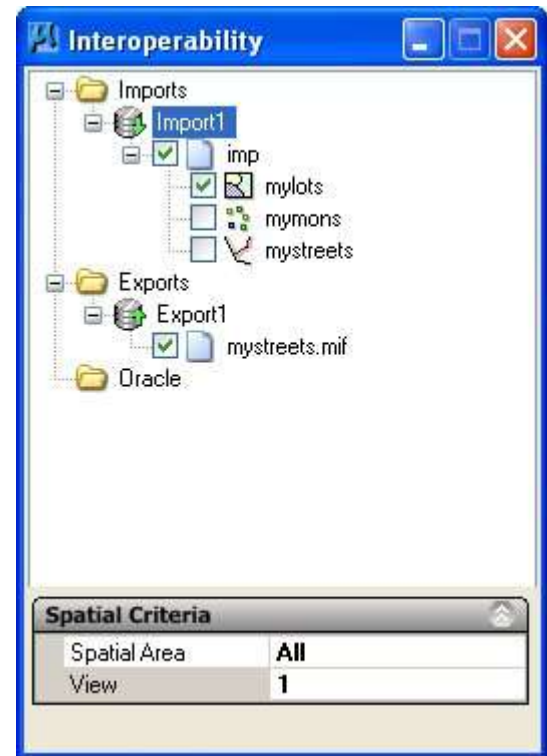 Interoperability
Imports
Import1
imp
mylots
mymons
mystreets
Exports
Export1
mystreets.mif
Oracle
Spatial Criteria
Spatial Area All
View 1